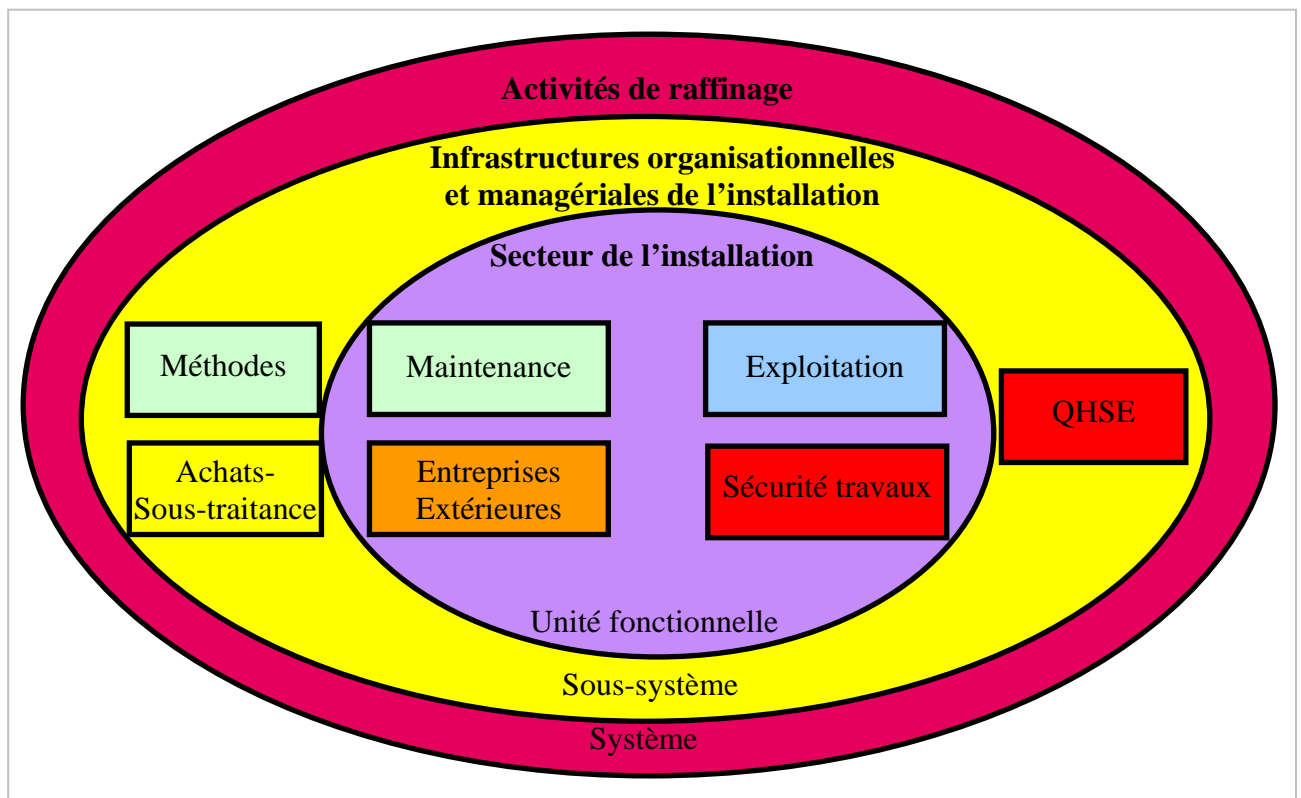 Activités de raffinage
Infrastructures organisationnelles
et managériales de l’installation
Secteur de l’installation
Méthodes
Maintenance
Exploitation
QHSE
Achats-
Sous-traitance
Entreprises
Extérieures
Sécurité travaux
Unité fonctionnelle
Sous-système
Système